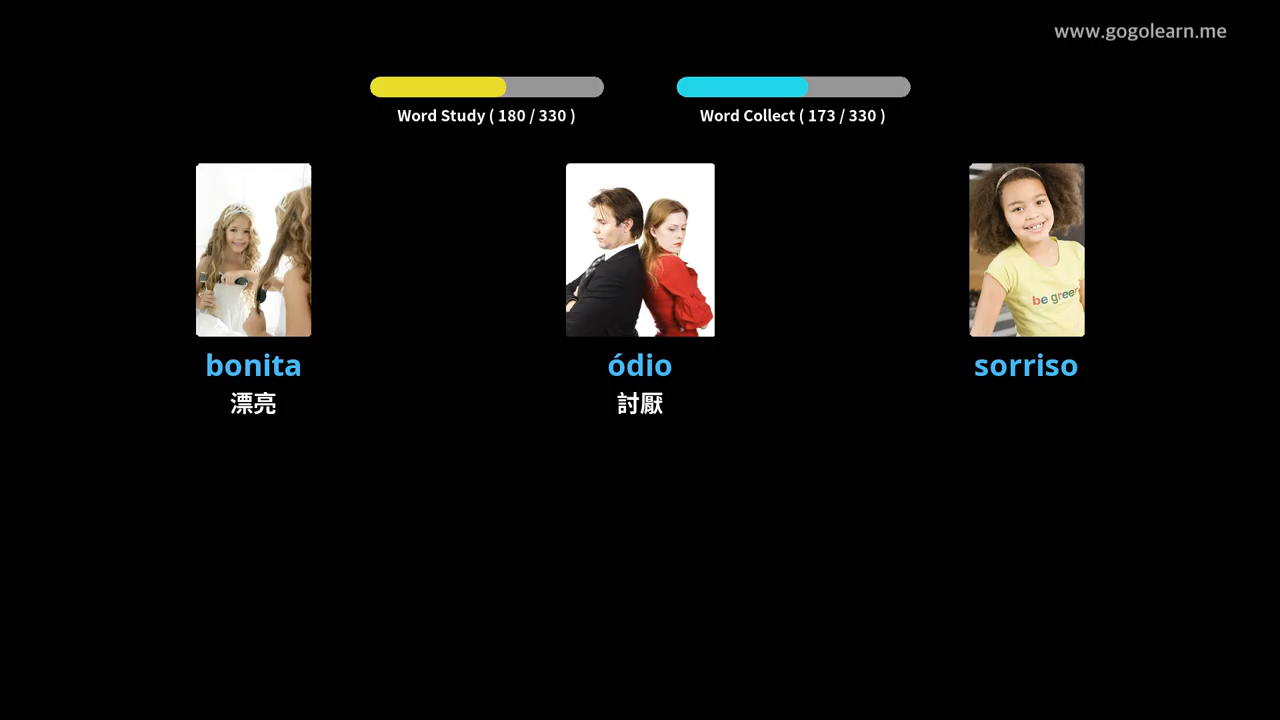 www.gogolearn.me
Word Study ( 180 / 330 )
Word Collect ( 173 / 330 )
be green
bonita
ódio
sorriso
漂亮
討厭